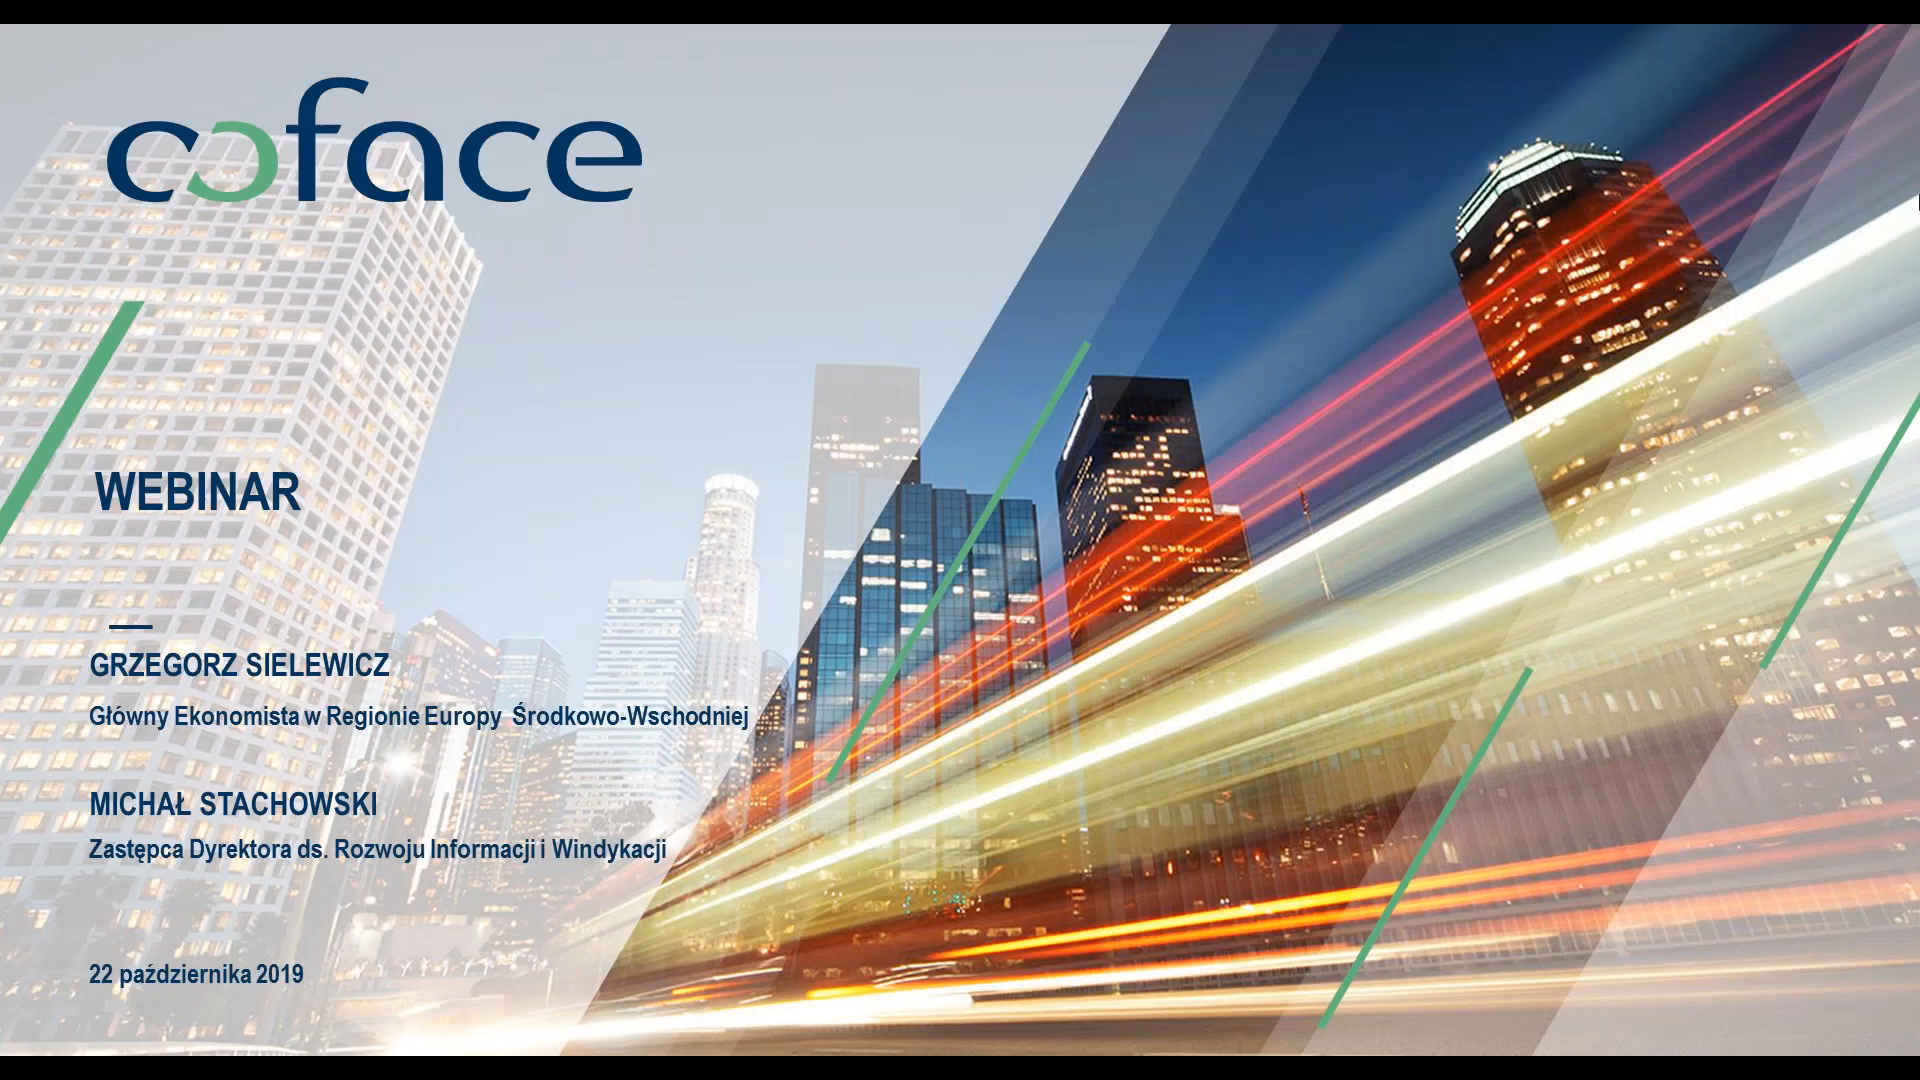 coface
WEBINAR
GRZEGORZ SIELEWICZ
Główny Ekonomista w Regionie Europy Środkowo-Wschodniej
MICHAŁ STACHOWSKI
Zastępca Dyrektora ds. Rozwoju Informacji i Windykacji
22 października 2019